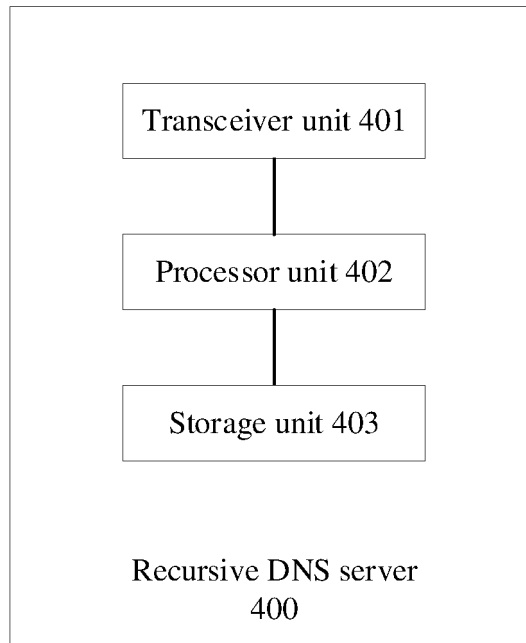 Transceiver unit 401
Processor unit 402
Storage unit 403
Recursive DNS server
400